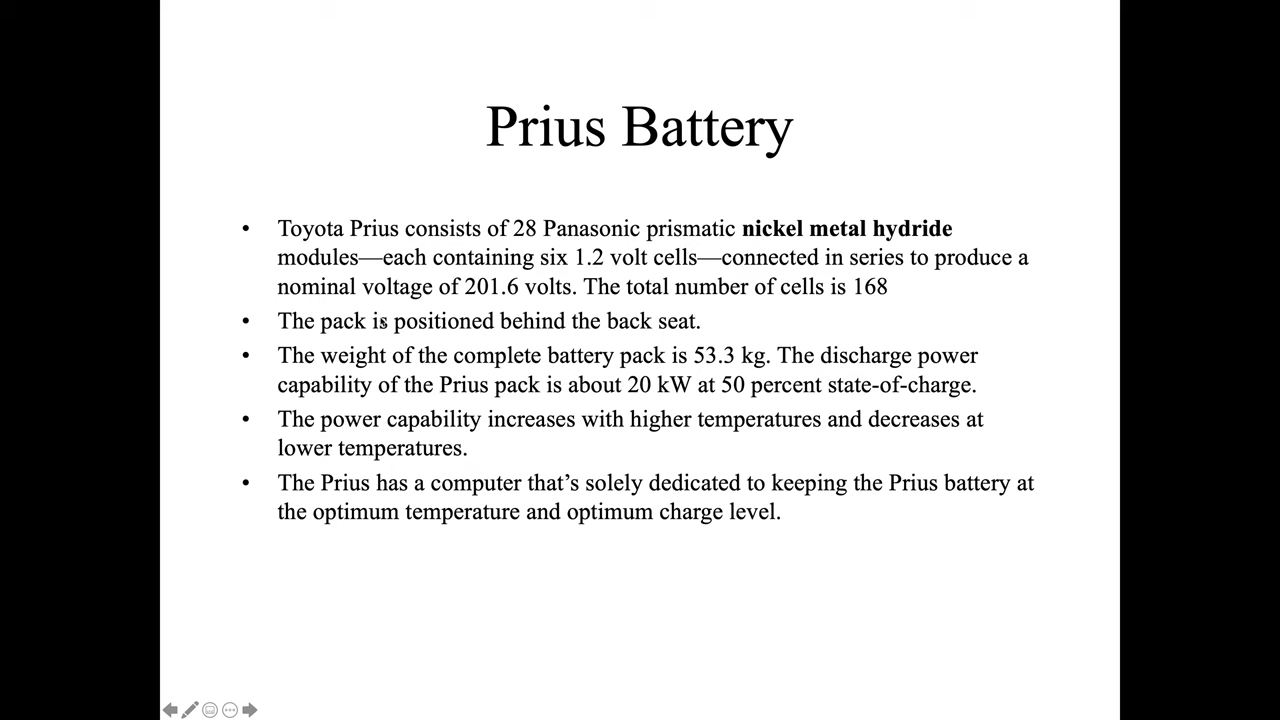 Prius Battery
• Toyota Prius consists of 28 Panasonic prismatic nickel metal hydride
modules—each containing six 1.2 volt cells—connected in series to produce a
nominal voltage of 201.6 volts. The total number of cells is 168
• The pack is positioned behind the back seat.
• The weight of the complete battery pack is 53.3 kg. The discharge power
capability of the Prius pack is about 20 kW at 50 percent state-of-charge.
• The power capability increases with higher temperatures and decreases at
lower temperatures.
• The Prius has a computer that’s solely dedicated to keeping the Prius battery at
the optimum temperature and optimum charge level.